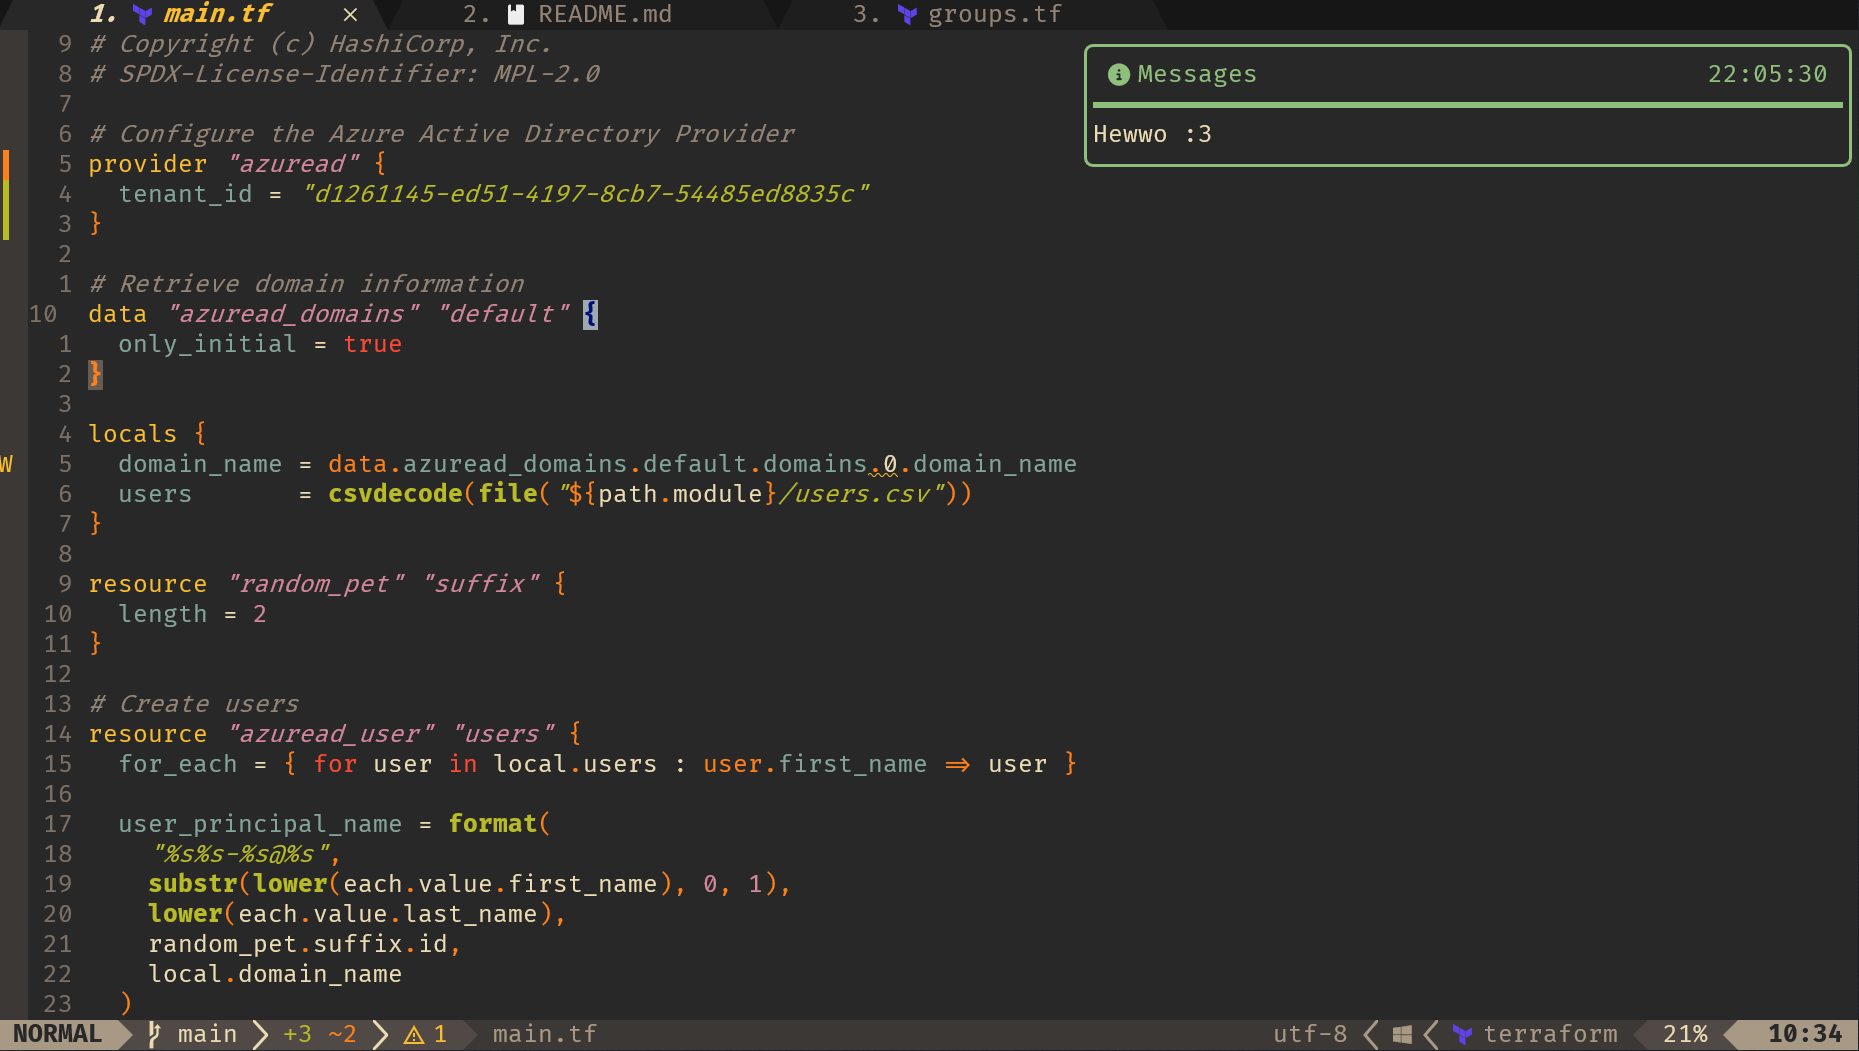 1. main.tf × 2. README.md 3. groups.tf
9 # Copyright (c) HashiCorp, Inc.
8 # SPDX-License-Identifier: MPL-2.0
7
6 # Configure the Azure Active Directory Provider
5 provider "azuread" {
4   tenant_id = "d1261145-ed51-4197-8cb7-54485ed8835c"
3 }
2
1 # Retrieve domain information
10 data "azuread_domains" "default" {
1   only_initial = true
2 }
3
4 locals {
W 5   domain_name = data.azuread_domains.default.domains.0.domain_name
6   users       = csvdecode(file("${path.module}/users.csv"))
7 }
8
9 resource "random_pet" "suffix" {
10   length = 2
11 }
12
13 # Create users
14 resource "azuread_user" "users" {
15   for_each = { for user in local.users : user.first_name => user }
16
17   user_principal_name = format(
18     "%s%s-%s@%s",
19     substr(lower(each.value.first_name), 0, 1),
20     lower(each.value.last_name),
21     random_pet.suffix.id,
22     local.domain_name
23   )
Messages 22:05:30
Hewwo :3
NORMAL main +3 ~2 1 main.tf utf-8 terraform 21% 10:34